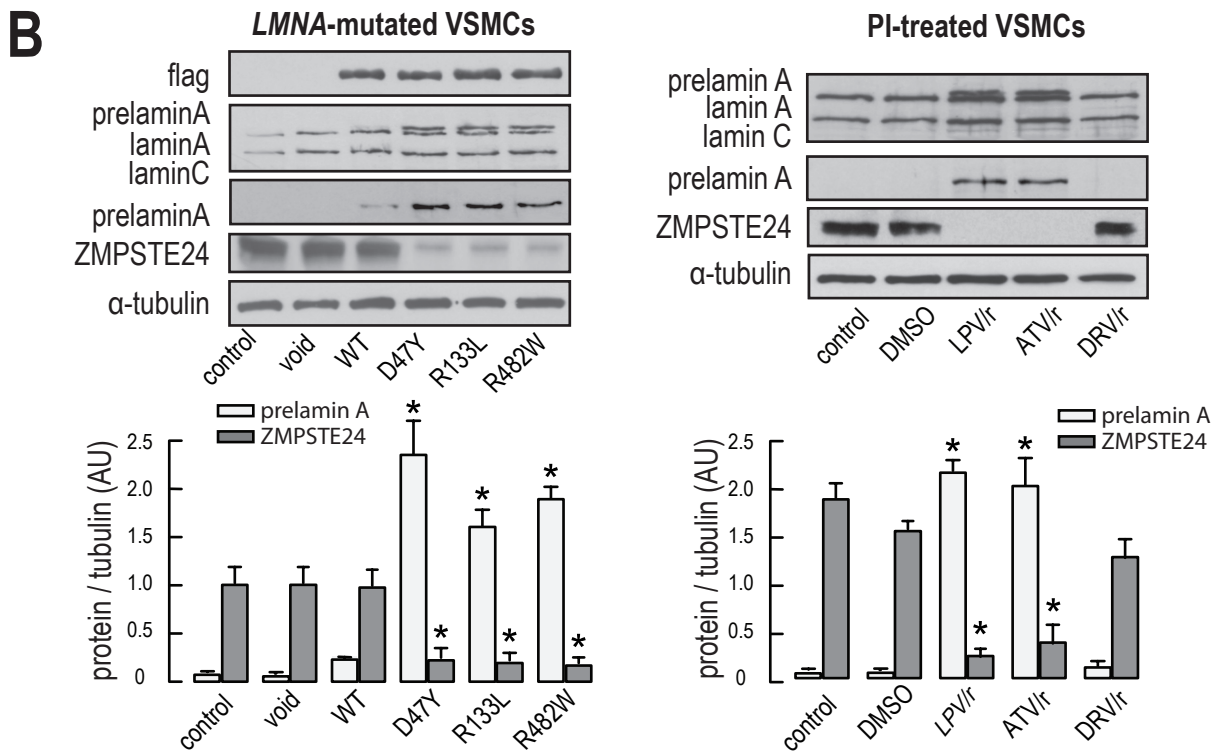 B
LMNA-mutated VSMCs
flag
prelaminA
laminA
laminC
prelaminA
ZMPSTE24
α-tubulin
control
void
WT
D47Y
R133L
R482W
PI-treated VSMCs
prelamin A
lamin A
lamin C
prelamin A
ZMPSTE24
α-tubulin
control
DMSO
LPV/r
ATV/r
DRV/r
prelamin A
ZMPSTE24
protein / tubulin (AU)
2.5
2.0
1.5
1.0
0.5
0
*
*
*
*
*
*
control
void
WT
D47Y
R133L
R482W
prelamin A
ZMPSTE24
protein / tubulin (AU)
2.5
2.0
1.5
1.0
0.5
0
*
*
*
*
control
DMSO
LPV/r
ATV/r
DRV/r